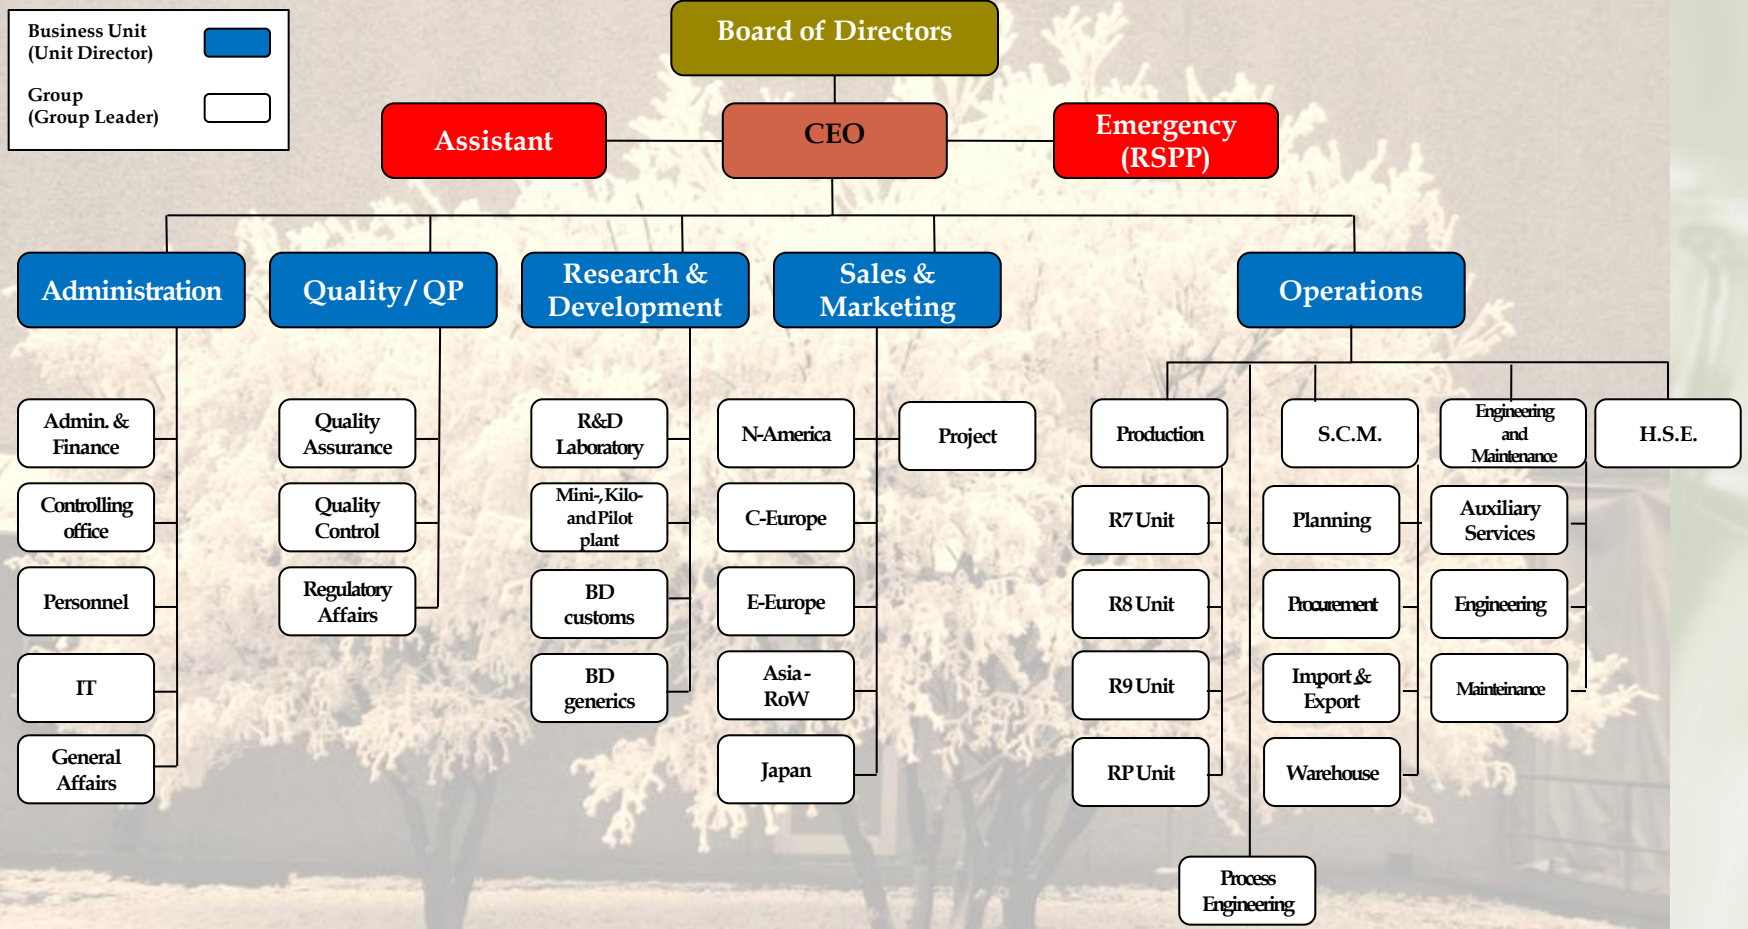 Business Unit
(Unit Director)
Group
(Group Leader)
Board of Directors
Assistant
CEO
Emergency
(RSPP)
Administration
Quality / QP
Research &
Development
Sales &
Marketing
Operations
Admin. &
Finance
Controlling
office
Personnel
IT
General
Affairs
Quality
Assurance
Quality
Control
Regulatory
Affairs
R&D
Laboratory
Mini-, Kilo-
and Pilot
plant
BD
customs
BD
generics
N-America
C-Europe
E-Europe
Asia -
RoW
Japan
Project
Production
R7 Unit
R8 Unit
R9 Unit
RP Unit
Process
Engineering
S.C.M.
Planning
Procurement
Import &
Export
Warehouse
Engineering
and
Maintenance
Auxiliary
Services
Engineering
Mainteinance
H.S.E.